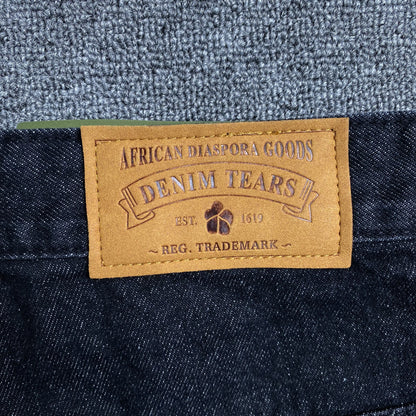 AFRICAN DIASPORA GOODS
DENIM TEARS
EST. 1619
~ REG. TRADEMARK ~